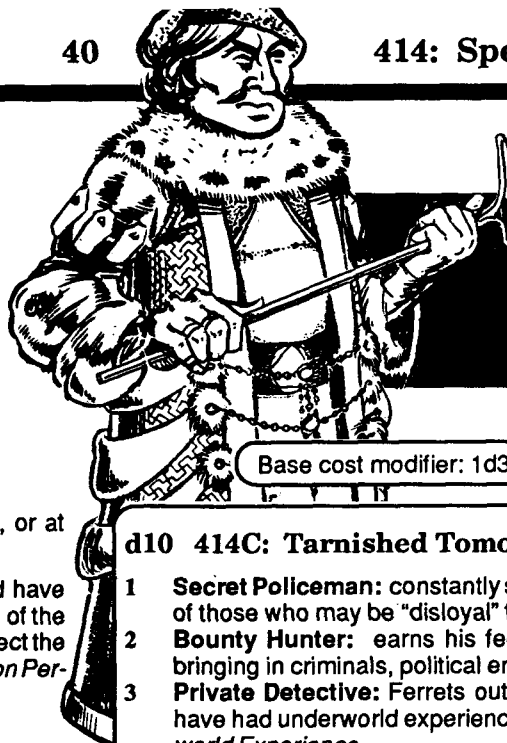 40
414: Spe
Base cost modifier: 1d3
, or at
d have
of the
ect the
on Per-
d10 414C: Tarnished Tomo
1 Secret Policeman: constantly s
of those who may be "disloyal" t
2 Bounty Hunter: earns his fe
bringing in criminals, political er
3 Private Detective: Ferrets out
have had underworld experienc
world Experience